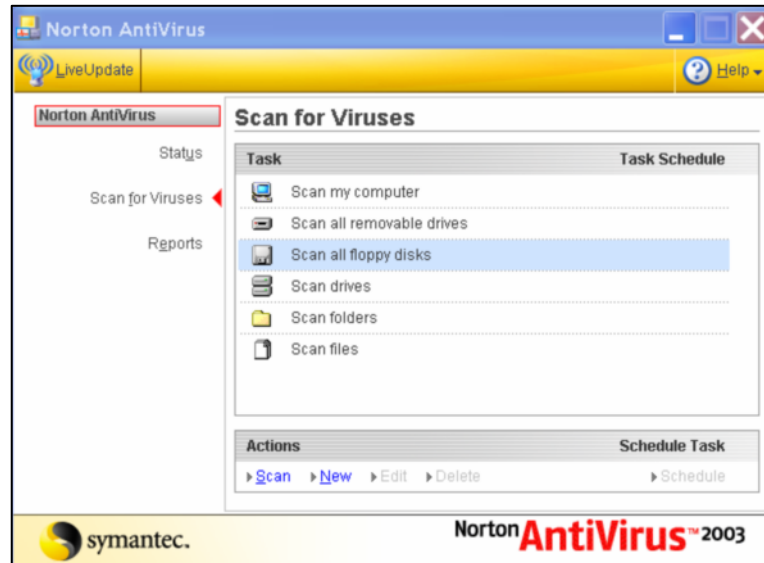 Norton AntiVirus
LiveUpdate
Help
Norton AntiVirus
Status
Scan for Viruses
Reports
Scan for Viruses
Task Task Schedule
Scan my computer
Scan all removable drives
Scan all floppy disks
Scan drives
Scan folders
Scan files
Actions Schedule Task
Scan New Edit Delete Schedule
symantec.
Norton AntiVirus™ 2003